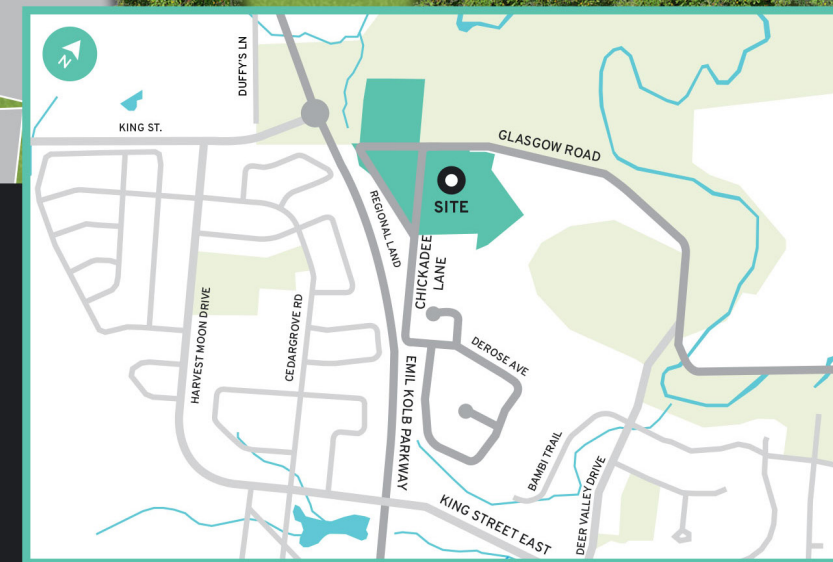 N
DUFFY'S LN
KING ST.
GLASGOW ROAD
SITE
REGIONAL LAND
CHICKADEE
LANE
HARVEST MOON DRIVE
CEDARGROVE RD
DEROSE AVE
EMIL KOLB PARKWAY
BAMBI TRAIL
DEER VALLEY DRIVE
KING STREET EAST